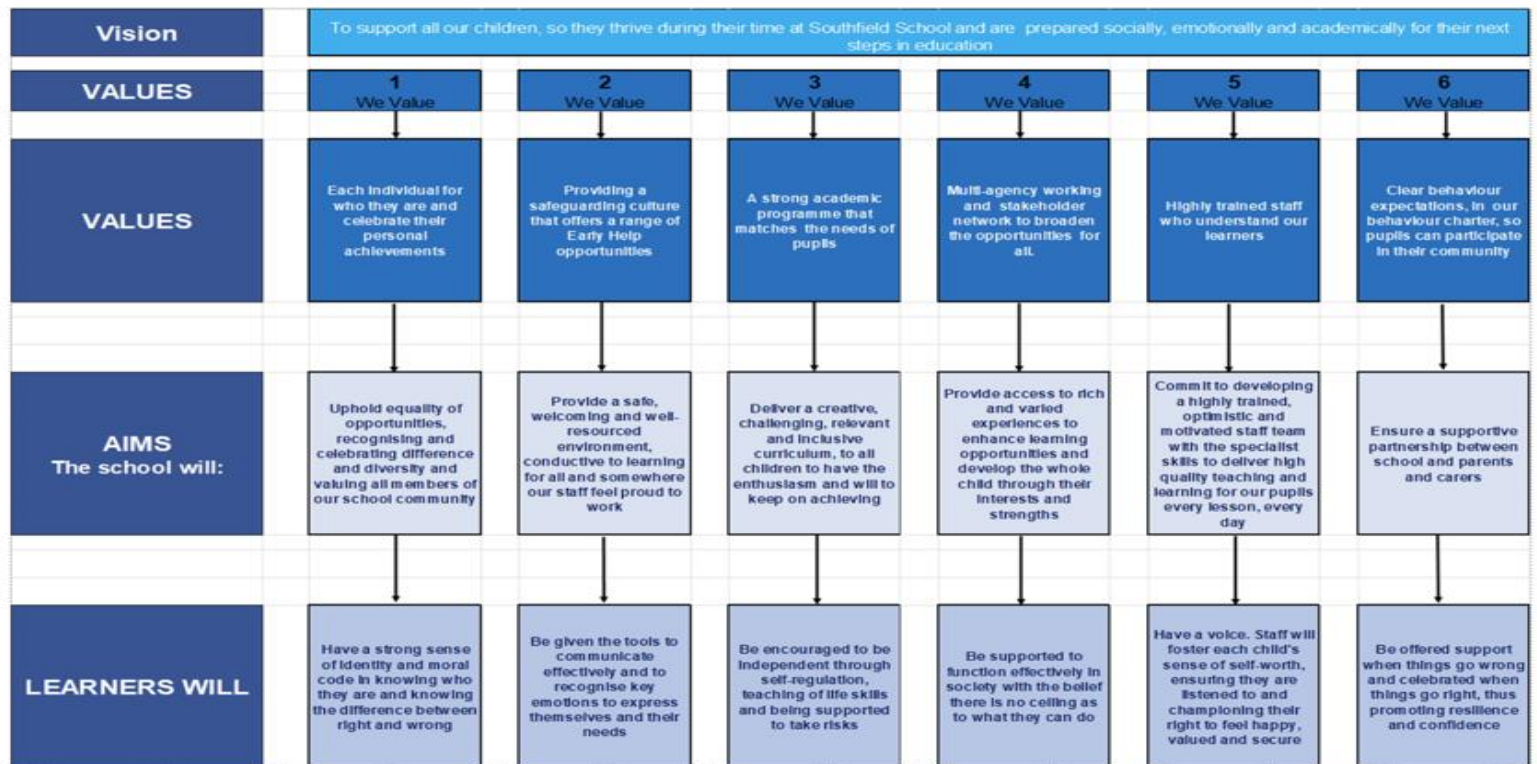 Vision
To support all our children, so they thrive during their time at Southfield School and are prepared socially, emotionally and academically for their next
steps in education
VALUES
1
We Value
2
We Value
3
We Value
4
We Value
5
We Value
6
We Value
VALUES
Each individual for
who they are and
celebrate their
personal
achievements
Providing a
safeguarding culture
that offers a range of
Early Help
opportunities
A strong academic
programme that
matches the needs of
pupils
Multi-agency working
and stakeholder
network to broaden
the opportunities for
all.
Highly trained staff
who understand our
learners
Clear behaviour
expectations, in our
behaviour charter, so
pupils can participate
in their community
AIMS
The school will:
Uphold equality of
opportunities,
recognising and
celebrating difference
and diversity and
valuing all members of
our school community
Provide a safe,
welcoming and well-
resourced
environment,
conductive to learning
for all and somewhere
our staff feel proud to
work
Deliver a creative,
challenging, relevant
and inclusive
curriculum, to all
children to have the
enthusiasm and will to
keep on achieving
Provide access to rich
and varied
experiences to
enhance learning
opportunities and
develop the whole
child through their
interests and
strengths
Commit to developing
a highly trained,
optimistic and
motivated staff team
with the specialist
skills to deliver high
quality teaching and
learning for our pupils
every lesson, every
day
Ensure a supportive
partnership between
school and parents
and carers
LEARNERS WILL
Have a strong sense
of identity and moral
code in knowing who
they are and knowing
the difference between
right and wrong
Be given the tools to
communicate
effectively and to
recognise key
emotions to express
themselves and their
needs
Be encouraged to be
independent through
self-regulation,
teaching of life skills
and being supported
to take risks
Be supported to
function effectively in
society with the belief
there is no ceiling as
to what they can do
Have a voice. Staff will
foster each child's
sense of self-worth,
ensuring they are
listened to and
championing their
right to feel happy,
valued and secure
Be offered support
when things go wrong
and celebrated when
things go right, thus
promoting resilience
and confidence